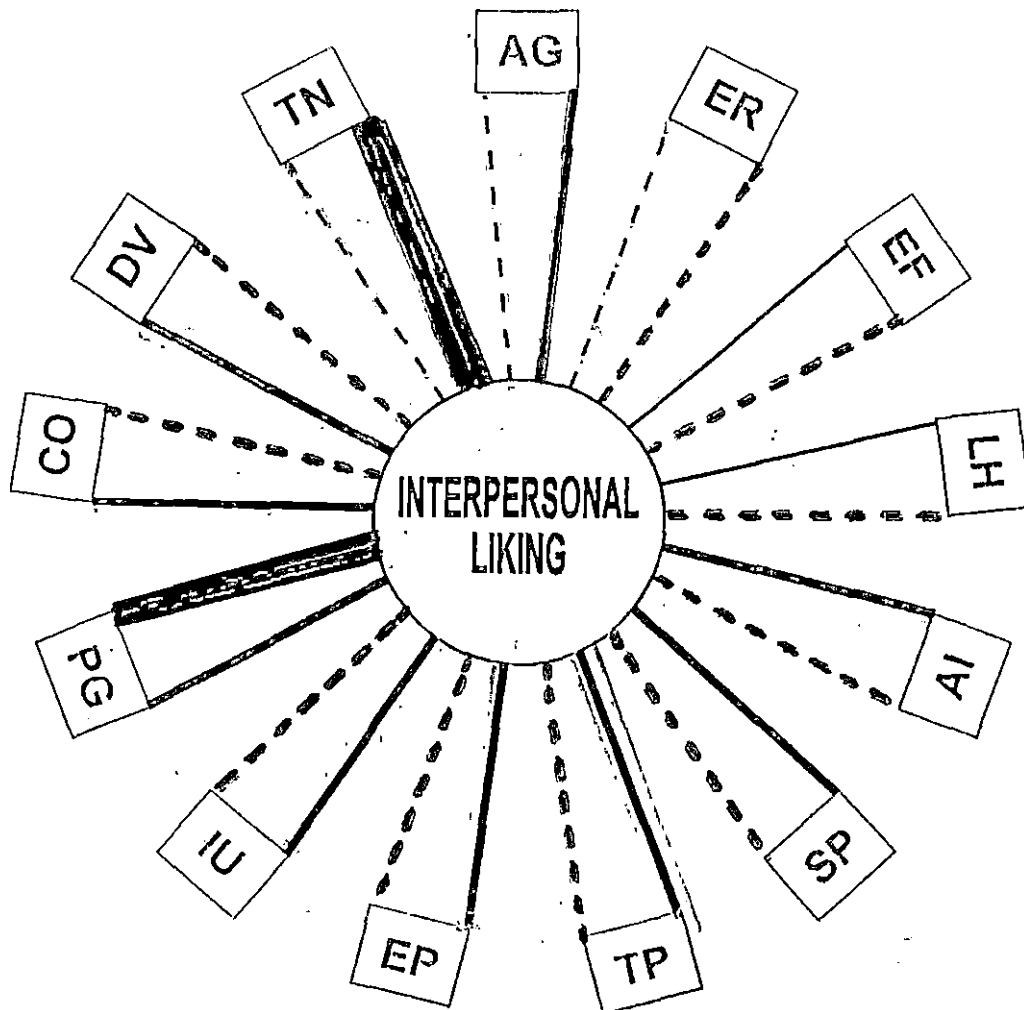 AG
ER
EF
LH
AI
SP
TP
EP
IU
PG
CO
DV
TN
INTERPERSONAL
LIKING